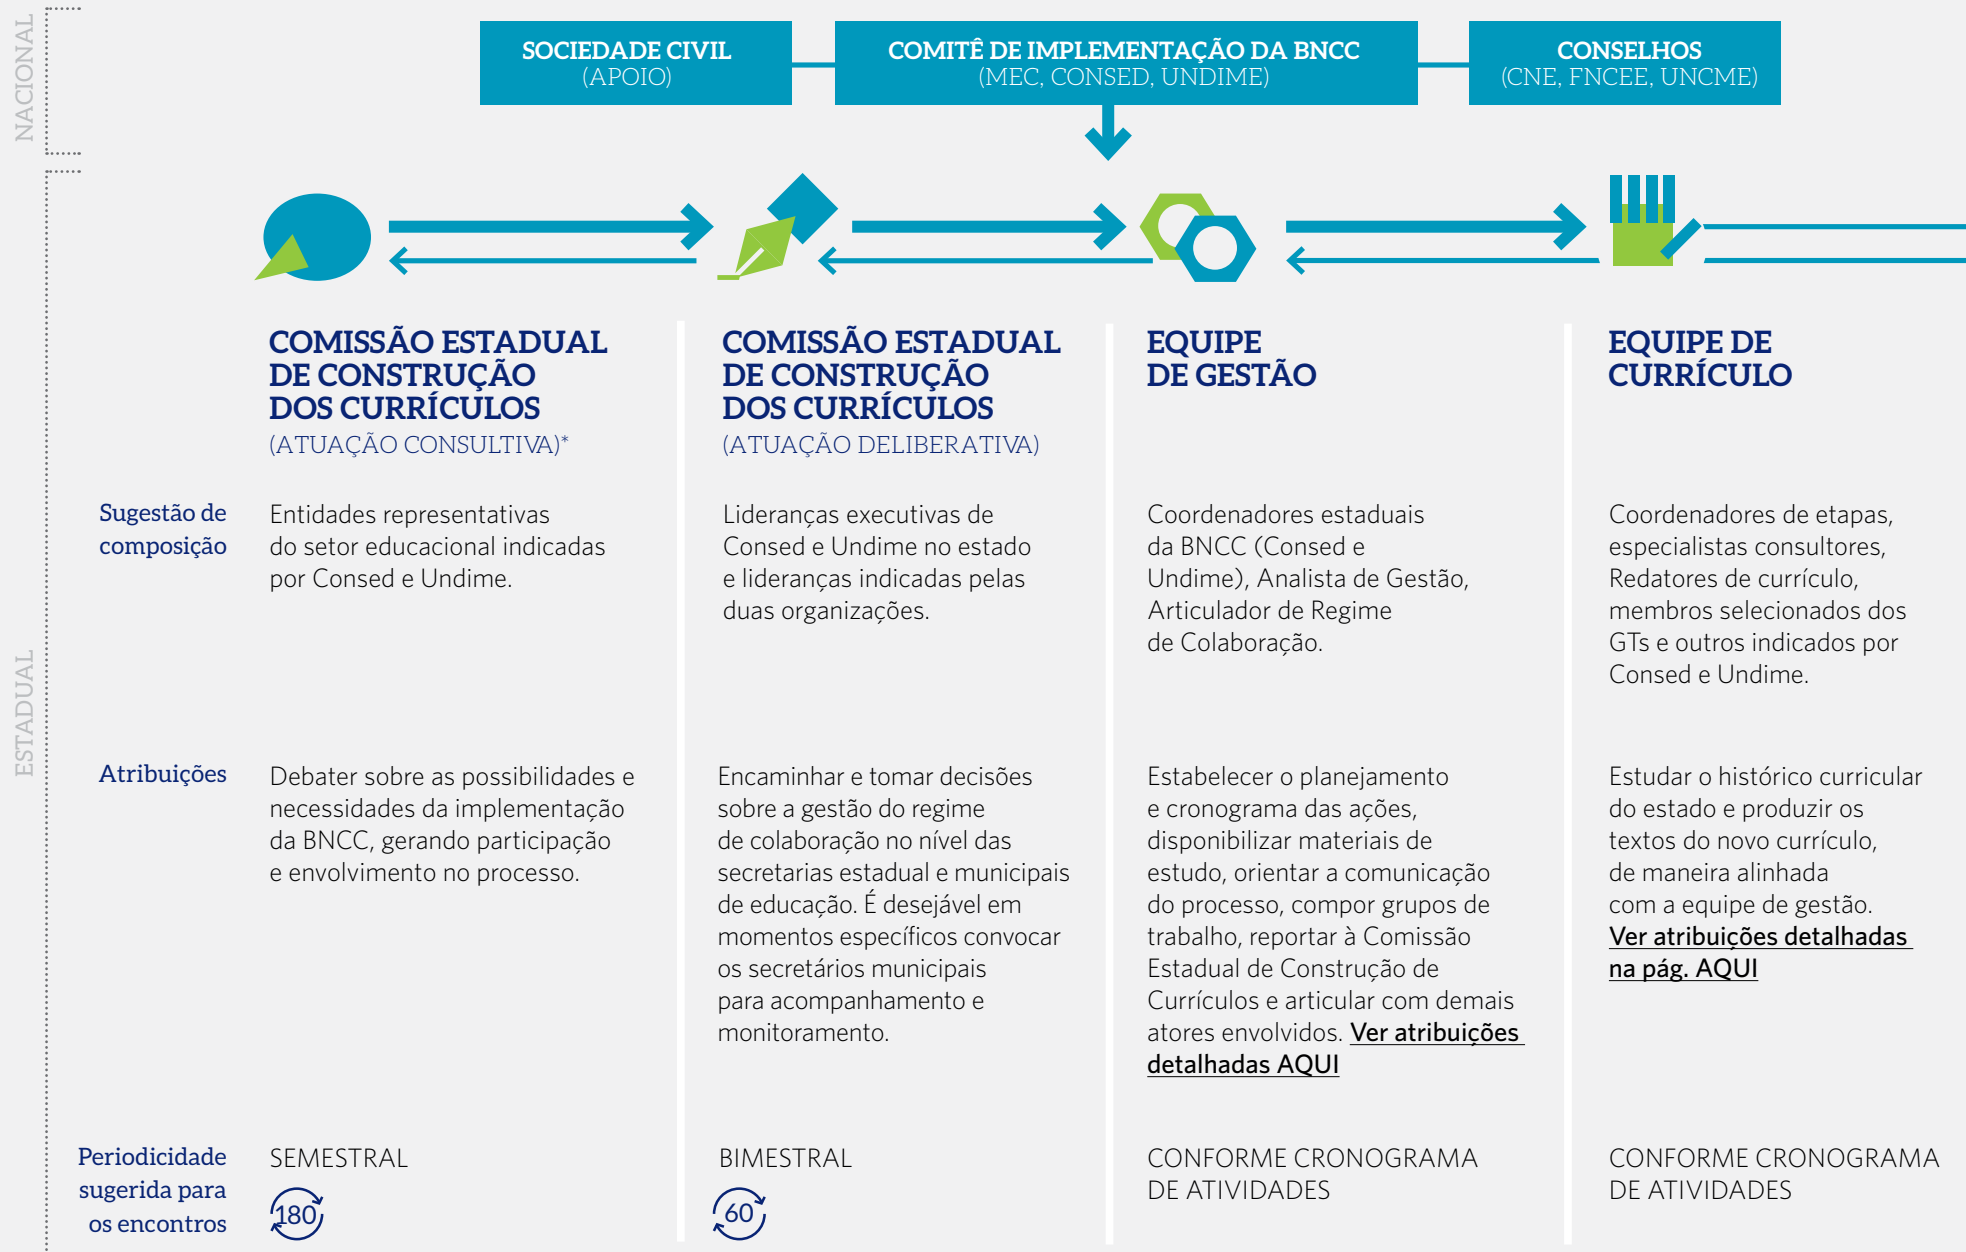 NACIONAL
SOCIEDADE CIVIL
(APOIO)
COMITÊ DE IMPLEMENTAÇÃO DA BNCC
(MEC, CONSED, UNDIME)
CONSELHOS
(CNE, FNCEE, UNCME)
ESTADUAL
COMISSÃO ESTADUAL
DE CONSTRUÇÃO
DOS CURRÍCULOS
(ATUAÇÃO CONSULTIVA)*
COMISSÃO ESTADUAL
DE CONSTRUÇÃO
DOS CURRÍCULOS
(ATUAÇÃO DELIBERATIVA)
EQUIPE
DE GESTÃO
EQUIPE DE
CURRÍCULO
Sugestão de
composição
Entidades representativas
do setor educacional indicadas
por Consed e Undime.
Lideranças executivas de
Consed e Undime no estado
e lideranças indicadas pelas
duas organizações.
Coordenadores estaduais
da BNCC (Consed e
Undime), Analista de Gestão,
Articulador de Regime
de Colaboração.
Coordenadores de etapas,
especialistas consultores,
Redatores de currículo,
membros selecionados dos
GTs e outros indicados por
Consed e Undime.
Atribuições
Debater sobre as possibilidades e
necessidades da implementação
da BNCC, gerando participação
e envolvimento no processo.
Encaminhar e tomar decisões
sobre a gestão do regime
de colaboração no nível das
secretarias estadual e municipais
de educação. É desejável em
momentos específicos convocar
os secretários municipais
para acompanhamento e
monitoramento.
Estabelecer o planejamento
e cronograma das ações,
disponibilizar materiais de
estudo, orientar a comunicação
do processo, compor grupos de
trabalho, reportar à Comissão
Estadual de Construção de
Currículos e articular com demais
atores envolvidos. Ver atribuições
detalhadas AQUI
Estudar o histórico curricular
do estado e produzir os
textos do novo currículo,
de maneira alinhada
com a equipe de gestão.
Ver atribuições detalhadas
na pág. AQUI
Periodicidade
sugerida para
os encontros
SEMESTRAL
180
BIMESTRAL
60
CONFORME CRONOGRAMA
DE ATIVIDADES
CONFORME CRONOGRAMA
DE ATIVIDADES